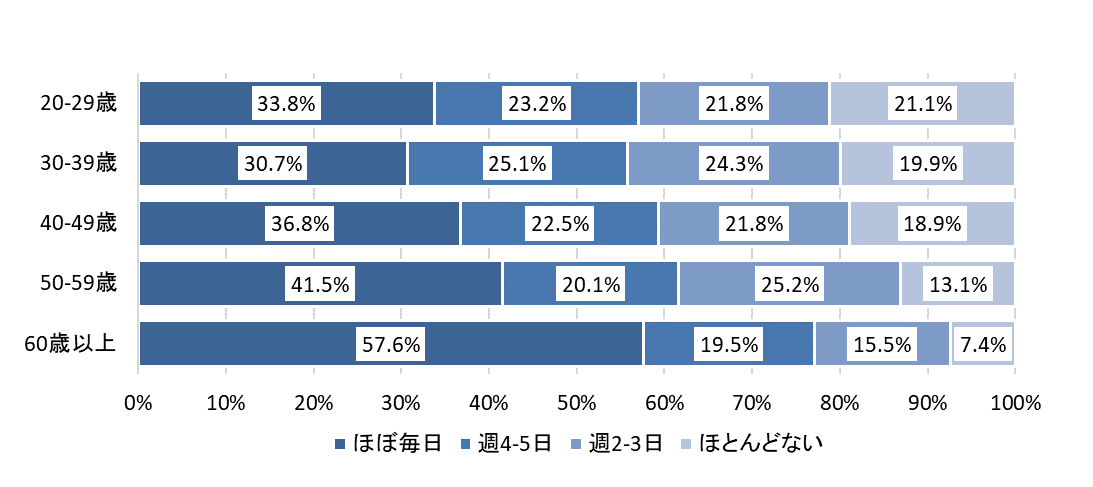 20-29歳 33.8% 23.2% 21.8% 21.1%
30-39歳 30.7% 25.1% 24.3% 19.9%
40-49歳 36.8% 22.5% 21.8% 18.9%
50-59歳 41.5% 20.1% 25.2% 13.1%
60歳以上 57.6% 19.5% 15.5% 7.4%
0% 10% 20% 30% 40% 50% 60% 70% 80% 90% 100%
ほぼ毎日 週4-5日 週2-3日 ほとんどない